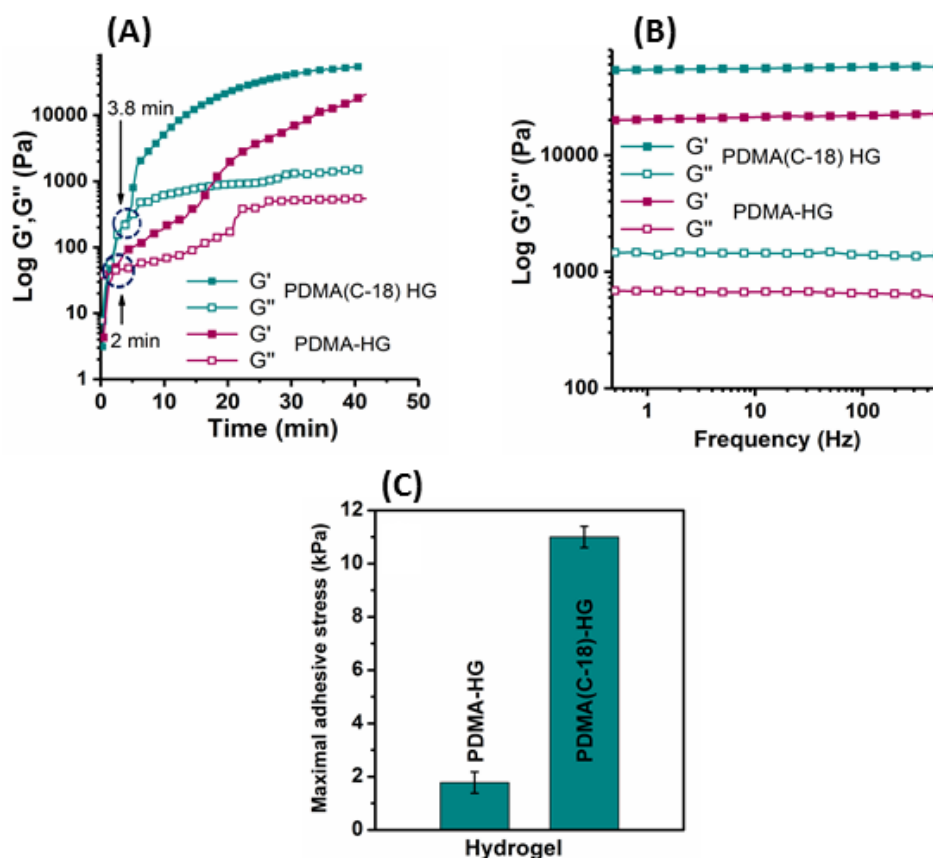 (A)
Log G',G'' (Pa)
10000
1000
100
10
1
3.8 min
2 min
G'
G''
PDMA(C-18) HG
G'
G''
PDMA-HG
0 10 20 30 40 50
Time (min)
(B)
Log G',G'' (Pa)
10000
1000
100
G'
G''
PDMA(C-18) HG
G'
G''
PDMA-HG
1 10 100
Frequency (Hz)
(C)
Maximal adhesive stress (kPa)
12
10
8
6
4
2
0
PDMA-HG
PDMA(C-18)-HG
Hydrogel